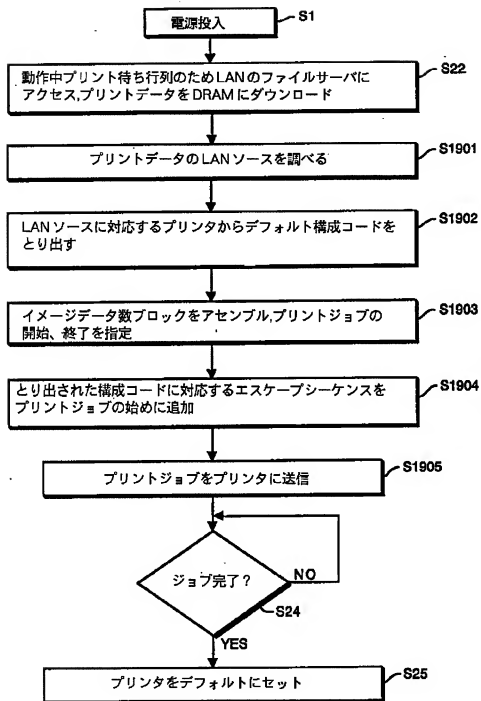 電源投入
S1
動作中プリント待ち行列のためLANのファイルサーバに
アクセス,プリントデータをDRAMにダウンロード
S22
プリントデータのLANソースを調べる
S1901
LANソースに対応するプリンタからデフォルト構成コードを
とり出す
S1902
イメージデータ数ブロックをアセンブル,プリントジョブの
開始、終了を指定
S1903
とり出された構成コードに対応するエスケープシーケンスを
プリントジョブの始めに追加
S1904
プリントジョブをプリンタに送信
S1905
ジョブ完了?
NO
S24
YES
プリンタをデフォルトにセット
S25